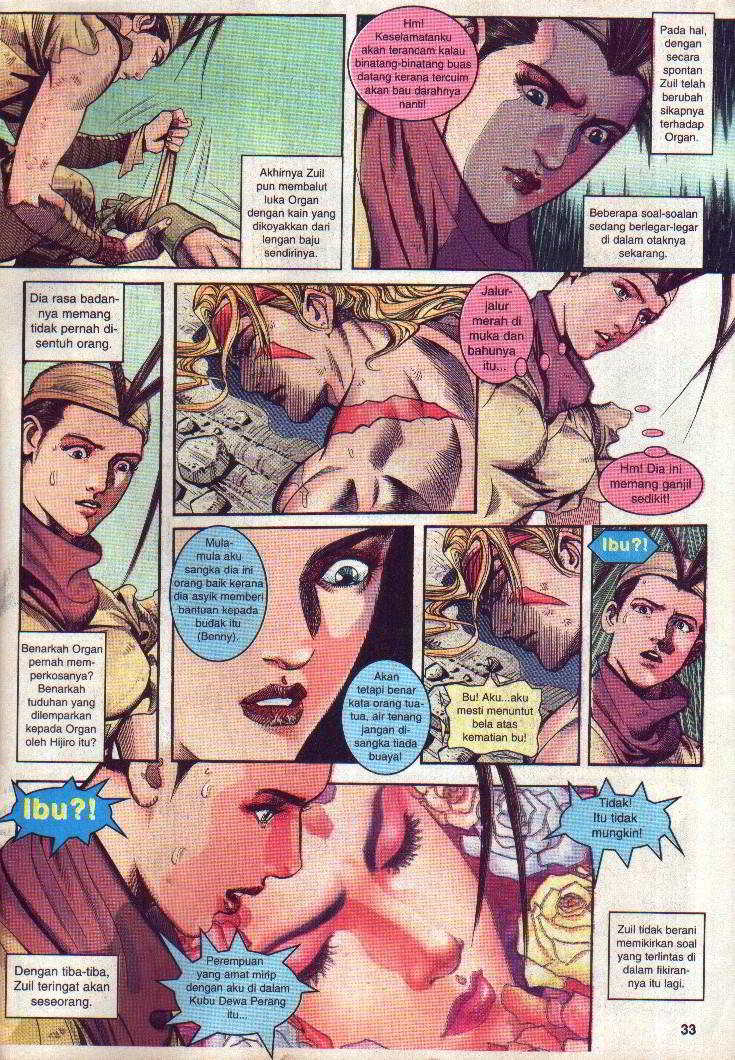 Akhirnya Zuil
pun membalut
luka Organ
dengan kain yang
dikoyakkan dari
lengan baju
sendirinya.
Hm!
Keselamatanku
akan terancam kalau
binatang-binatang buas
datang kerana tercuim
akan bau darahnya
nanti!
Pada hal,
dengan
secara
spontan
Zuil telah
berubah
sikapnya
terhadap
Organ.
Beberapa soal-soalan
sedang berlegar-legar
di dalam otaknya
sekarang.
Dia rasa badan-
nya memang
tidak pernah di-
sentuh orang.
Benarkah Organ
pernah mem-
perkosanya?
Benarkah
tuduhan yang
dilemparkan
kepada Organ
oleh Hijiro itu?
Jalur-
jalur
merah di
muka dan
bahunya
itu...
Hm! Dia ini
memang ganjil
sedikit!
Mula-
mula aku
sangka dia ini
orang baik kerana
dia asyik memberi
bantuan kepada
budak itu
(Benny).
Akan
tetapi benar
kata orang tua-
tua, air tenang
jangan di-
sangka tiada
buaya!
Bu! Aku...aku
mesti menuntut
bela atas
kematian bu!
Ibu?!
Ibu?!
Dengan tiba-tiba,
Zuil teringat akan
seseorang.
Perempuan
yang amat mirip
dengan aku di dalam
Kubu Dewa Perang
itu...
Tidak!
Itu tidak
mungkin!
Zuil tidak berani
memikirkan soal
yang terlintas di
dalam fikiran-
nya itu lagi.
33